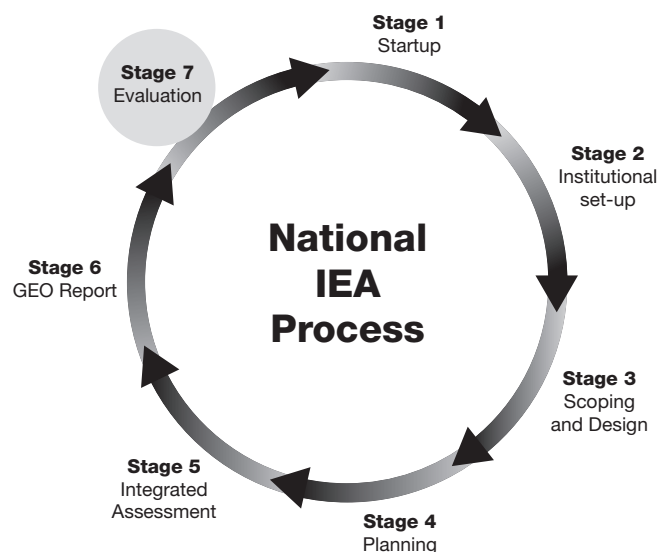 Stage 1
Startup
Stage 2
Institutional
set-up
Stage 3
Scoping
and Design
Stage 4
Planning
Stage 5
Integrated
Assessment
Stage 6
GEO Report
Stage 7
Evaluation
National
IEA
Process